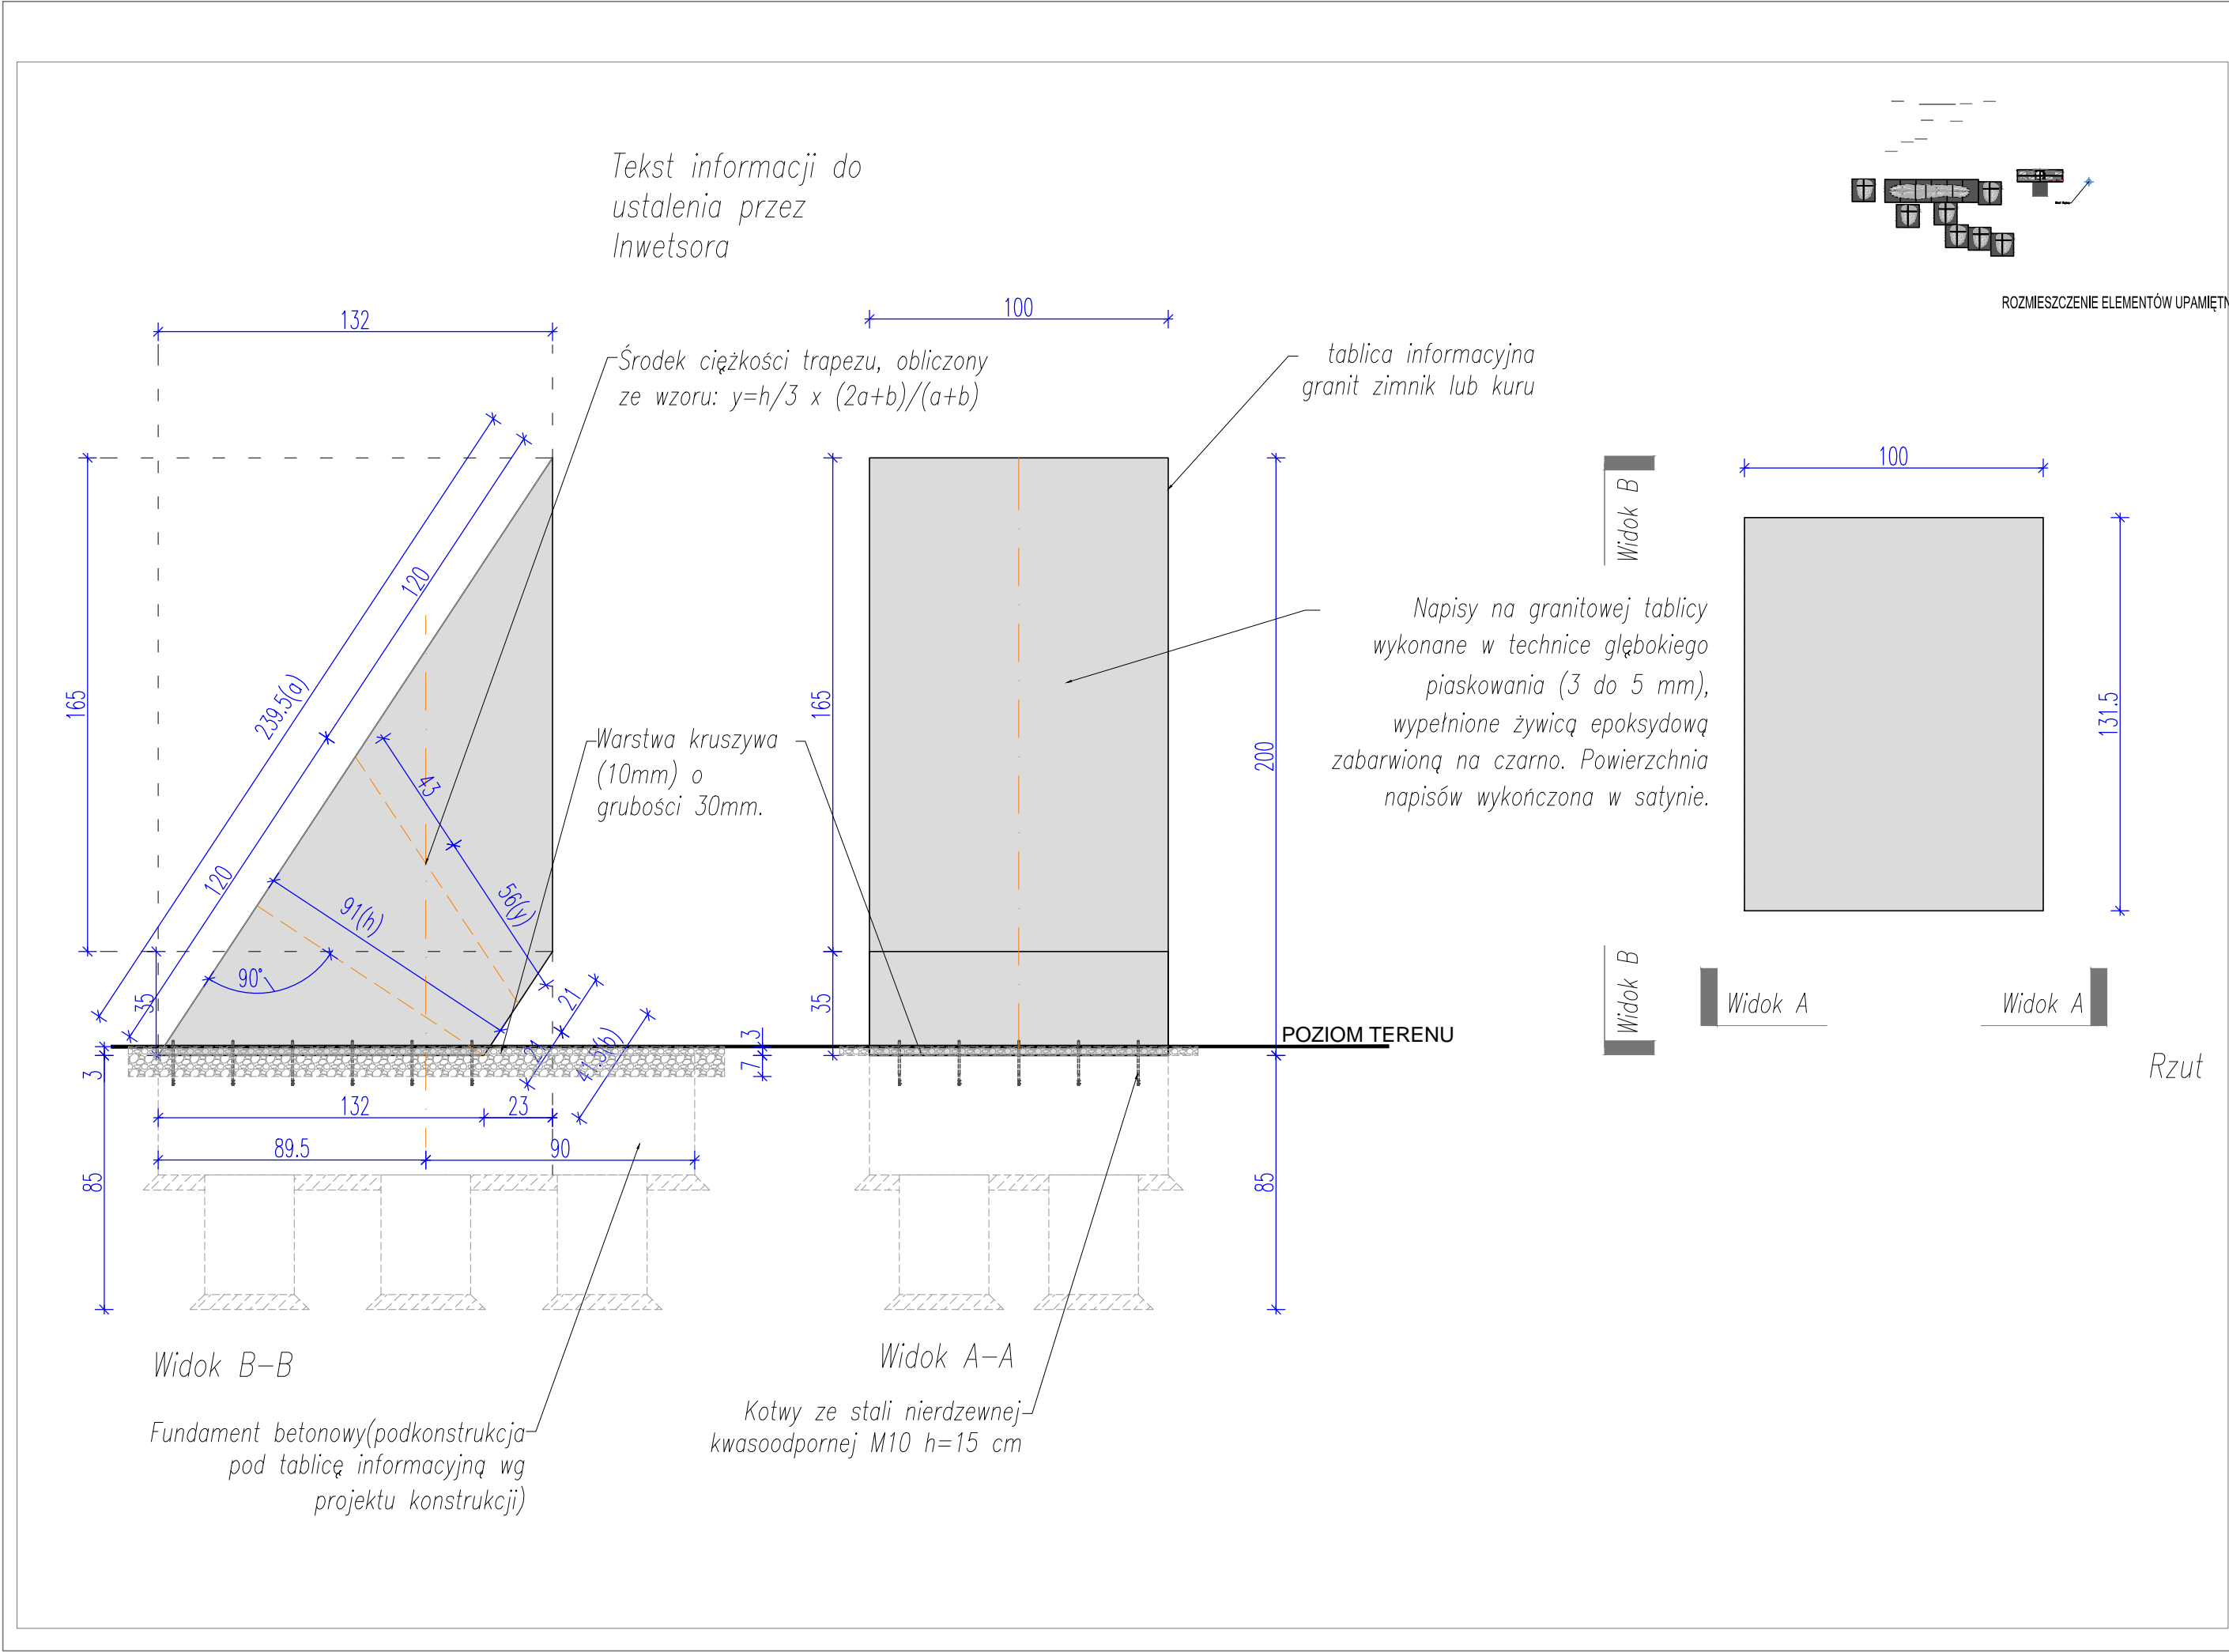 Tekst informacji do
ustalenia przez
Inwetsora
ROZMIESZCZENIE ELEMENTÓW UPAMIĘTN
132
Środek ciężkości trapezu, obliczony
ze wzoru: y=h/3 x (2a+b)/(a+b)
100
tablica informacyjna
granit zimnik lub kuru
165
239.5(a)
120
120
43
56(y)
91(h)
90°
35
21
21
41.5(b)
3
85
132
23
89.5
90
Warstwa kruszywa
(10mm) o
grubości 30mm.
165
35
3
7
200
85
POZIOM TERENU
Napisy na granitowej tablicy
wykonane w technice głębokiego
piaskowania (3 do 5 mm),
wypełnione żywicą epoksydową
zabarwioną na czarno. Powierzchnia
napisów wykończona w satynie.
Widok B
Widok B
100
131.5
Widok A
Widok A
Rzut
Widok B-B
Widok A-A
Fundament betonowy(podkonstrukcja
pod tablicę informacyjną wg
projektu konstrukcji)
Kotwy ze stali nierdzewnej
kwasoodpornej M10 h=15 cm